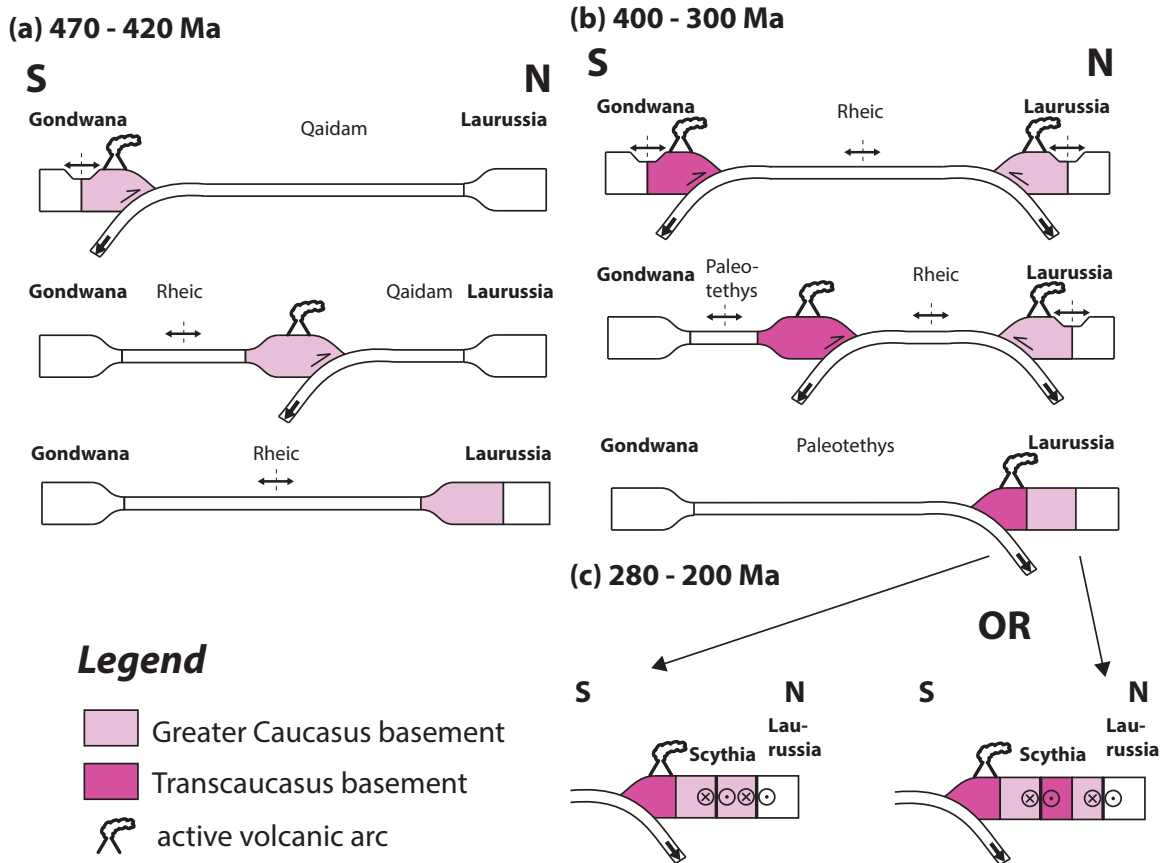 (a) 470 - 420 Ma
S
N
Gondwana
Qaidam
Laurussia
Gondwana
Rheic
Qaidam
Laurussia
Gondwana
Rheic
Laurussia
(b) 400 - 300 Ma
S
N
Gondwana
Rheic
Laurussia
Gondwana
Paleo-
tethys
Rheic
Laurussia
Gondwana
Paleotethys
Laurussia
(c) 280 - 200 Ma
OR
S
N
Scythia
Lau-
russia
S
N
Scythia
Lau-
russia
Legend
Greater Caucasus basement
Transcaucasus basement
active volcanic arc